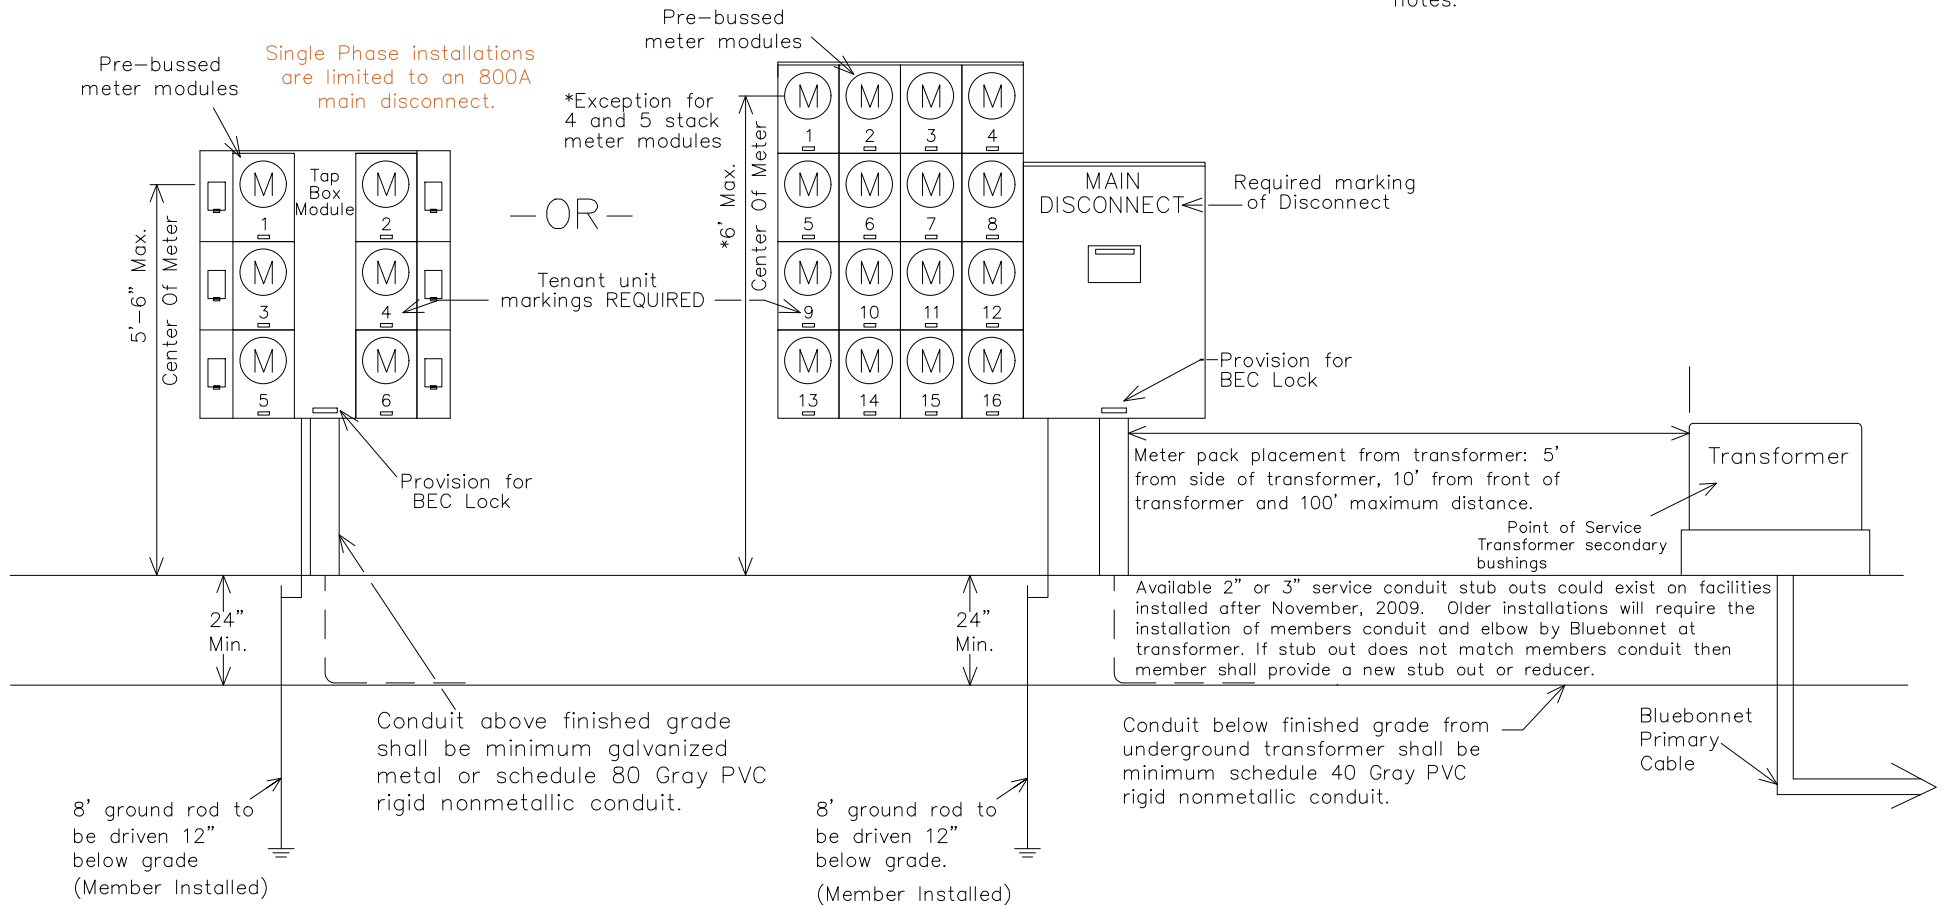 notes.
Pre-bussed
meter modules
Single Phase installations
are limited to an 800A
main disconnect.
Pre-bussed
meter modules
*Exception for
4 and 5 stack
meter modules
5'-6" Max.
Center Of Meter
M
1
M
2
M
3
M
4
M
5
M
6
Tap
Box
Module
-OR-
Tenant unit
markings REQUIRED
*6' Max.
Center Of Meter
M
1
M
2
M
3
M
4
M
5
M
6
M
7
M
8
M
9
M
10
M
11
M
12
M
13
M
14
M
15
M
16
MAIN
DISCONNECT
Required marking
of Disconnect
Provision for
BEC Lock
Provision for
BEC Lock
Meter pack placement from transformer: 5'
from side of transformer, 10' from front of
transformer and 100' maximum distance.
Transformer
Point of Service
Transformer secondary
bushings
24"
Min.
24"
Min.
Available 2" or 3" service conduit stub outs could exist on facilities
installed after November, 2009. Older installations will require the
installation of members conduit and elbow by Bluebonnet at
transformer. If stub out does not match members conduit then
member shall provide a new stub out or reducer.
Conduit above finished grade
shall be minimum galvanized
metal or schedule 80 Gray PVC
rigid nonmetallic conduit.
Conduit below finished grade from
underground transformer shall be
minimum schedule 40 Gray PVC
rigid nonmetallic conduit.
Bluebonnet
Primary
Cable
8' ground rod to
be driven 12"
below grade
(Member Installed)
8' ground rod to
be driven 12"
below grade.
(Member Installed)